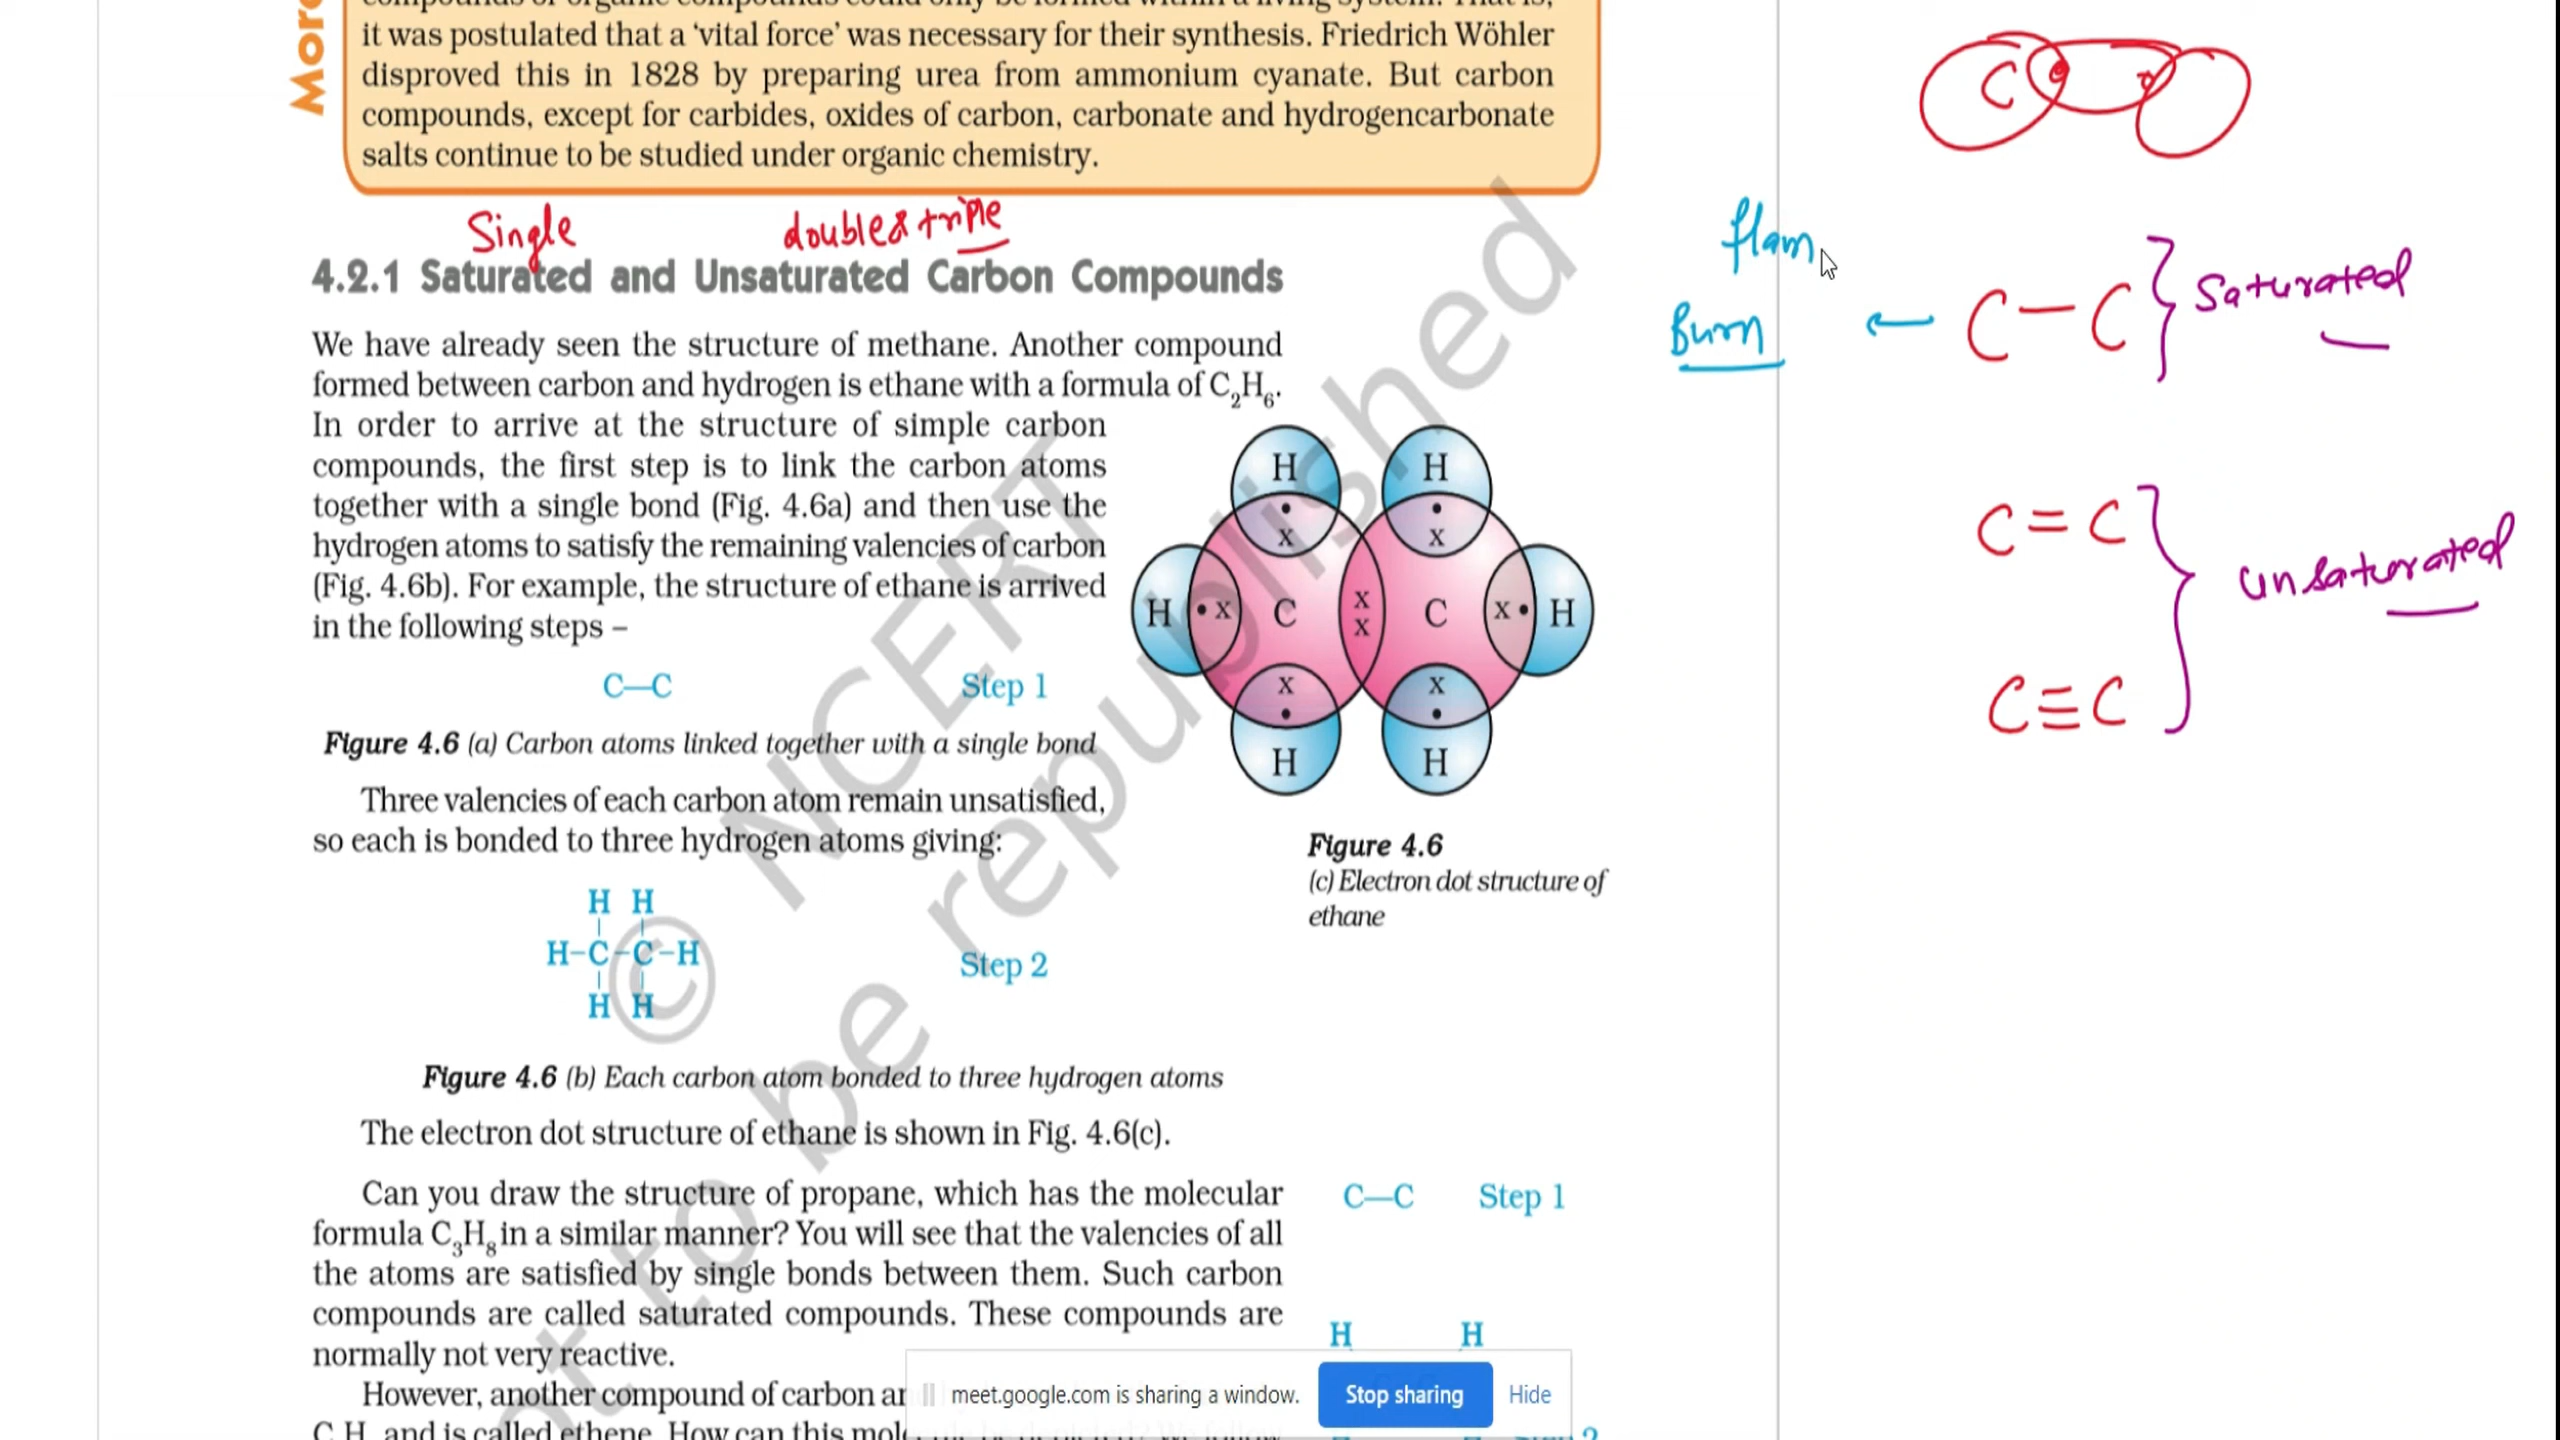 More
it was postulated that a ‘vital force’ was necessary for their synthesis. Friedrich Wöhler
disproved this in 1828 by preparing urea from ammonium cyanate. But carbon
compounds, except for carbides, oxides of carbon, carbonate and hydrogencarbonate
salts continue to be studied under organic chemistry.
C
Single double & triple
4.2.1 Saturated and Unsaturated Carbon Compounds
flam
Burn ← C–C } Saturated
C=C
C≡C } unsaturated
We have already seen the structure of methane. Another compound
formed between carbon and hydrogen is ethane with a formula of C₂H₆.
In order to arrive at the structure of simple carbon
compounds, the first step is to link the carbon atoms
together with a single bond (Fig. 4.6a) and then use the
hydrogen atoms to satisfy the remaining valencies of carbon
(Fig. 4.6b). For example, the structure of ethane is arrived
in the following steps –
C—C Step 1
Figure 4.6 (a) Carbon atoms linked together with a single bond
Three valencies of each carbon atom remain unsatisfied,
so each is bonded to three hydrogen atoms giving:
H H
H–C–C–H Step 2
H H
Figure 4.6 (b) Each carbon atom bonded to three hydrogen atoms
H H
x x
H x C x x C x H
x x
H H
Figure 4.6
(c) Electron dot structure of
ethane
The electron dot structure of ethane is shown in Fig. 4.6(c).
Can you draw the structure of propane, which has the molecular
formula C₃H₈ in a similar manner? You will see that the valencies of all
the atoms are satisfied by single bonds between them. Such carbon
compounds are called saturated compounds. These compounds are
normally not very reactive.
However, another compound of carbon
and is called ethene. How can this
C—C Step 1
H H
© NCERT
not to be republished
meet.google.com is sharing a window. Stop sharing Hide